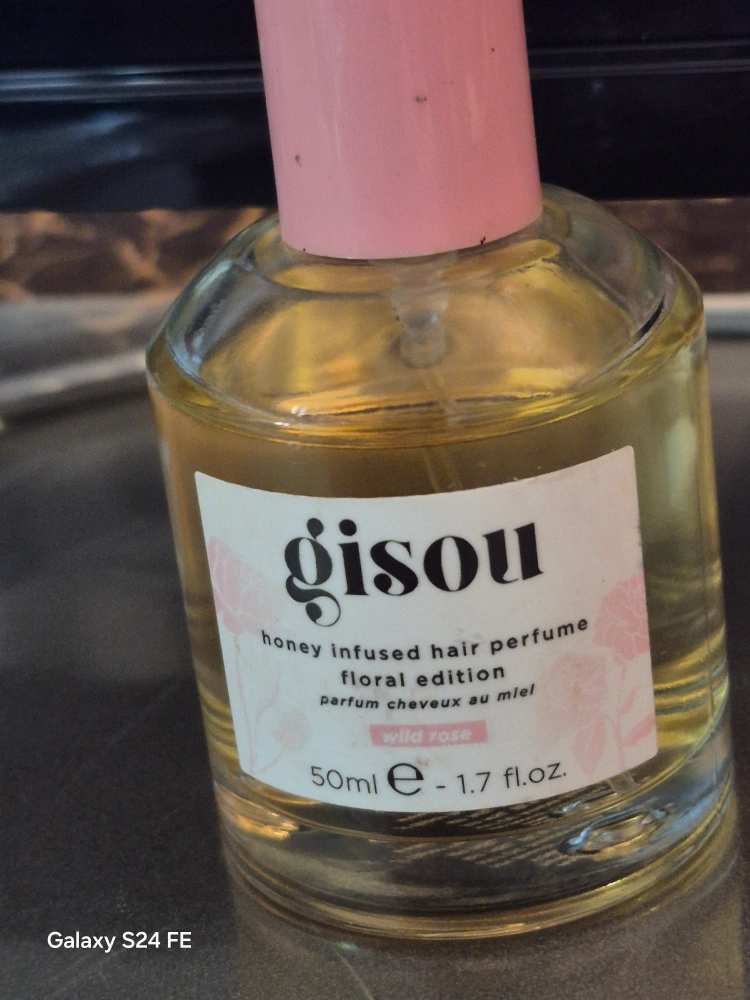 gisou
honey infused hair perfume
floral edition
parfum cheveux au miel
wild rose
50ml e - 1.7 fl.oz.
Galaxy S24 FE